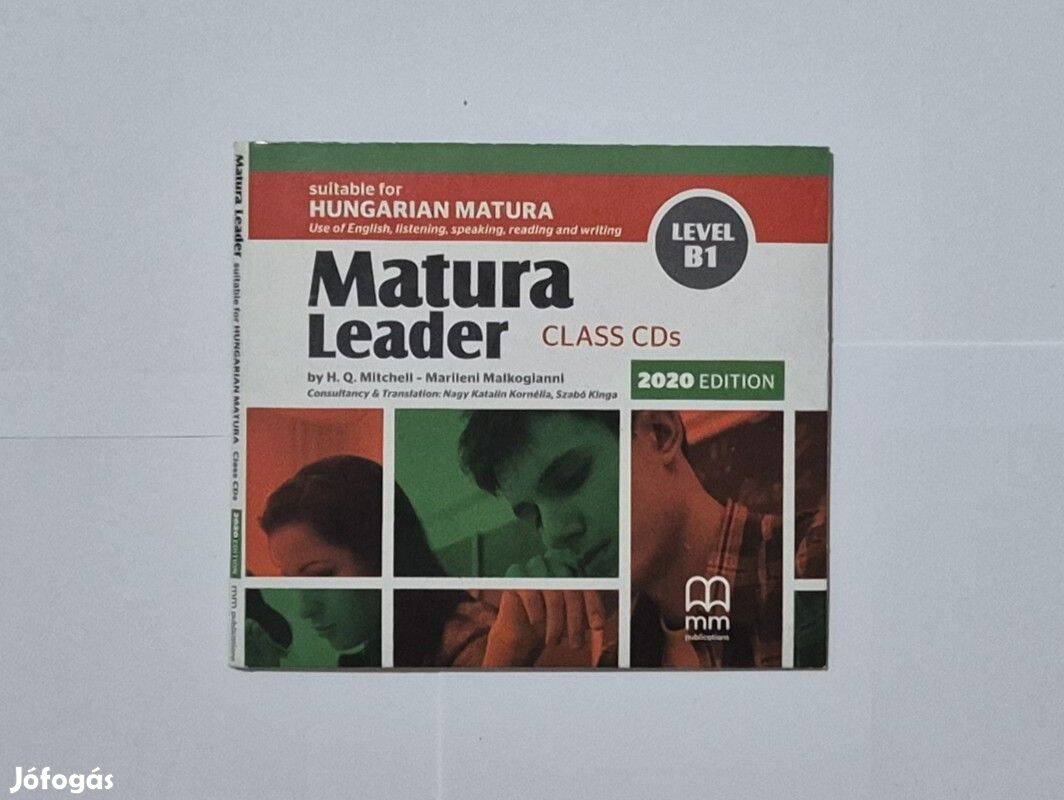 suitable for
HUNGARIAN MATURA
Use of English, listening, speaking, reading and writing
LEVEL
B1
Matura
Leader
CLASS CDs
by H. Q. Mitchell - Marileni Malkogianni
Consultancy & Translation: Nagy Katalin Kornélia, Szabó Kinga
2020 EDITION
mm
publications
Matura Leader suitable for HUNGARIAN MATURA Class CDs 2020 EDITION mm publications
Jófogás